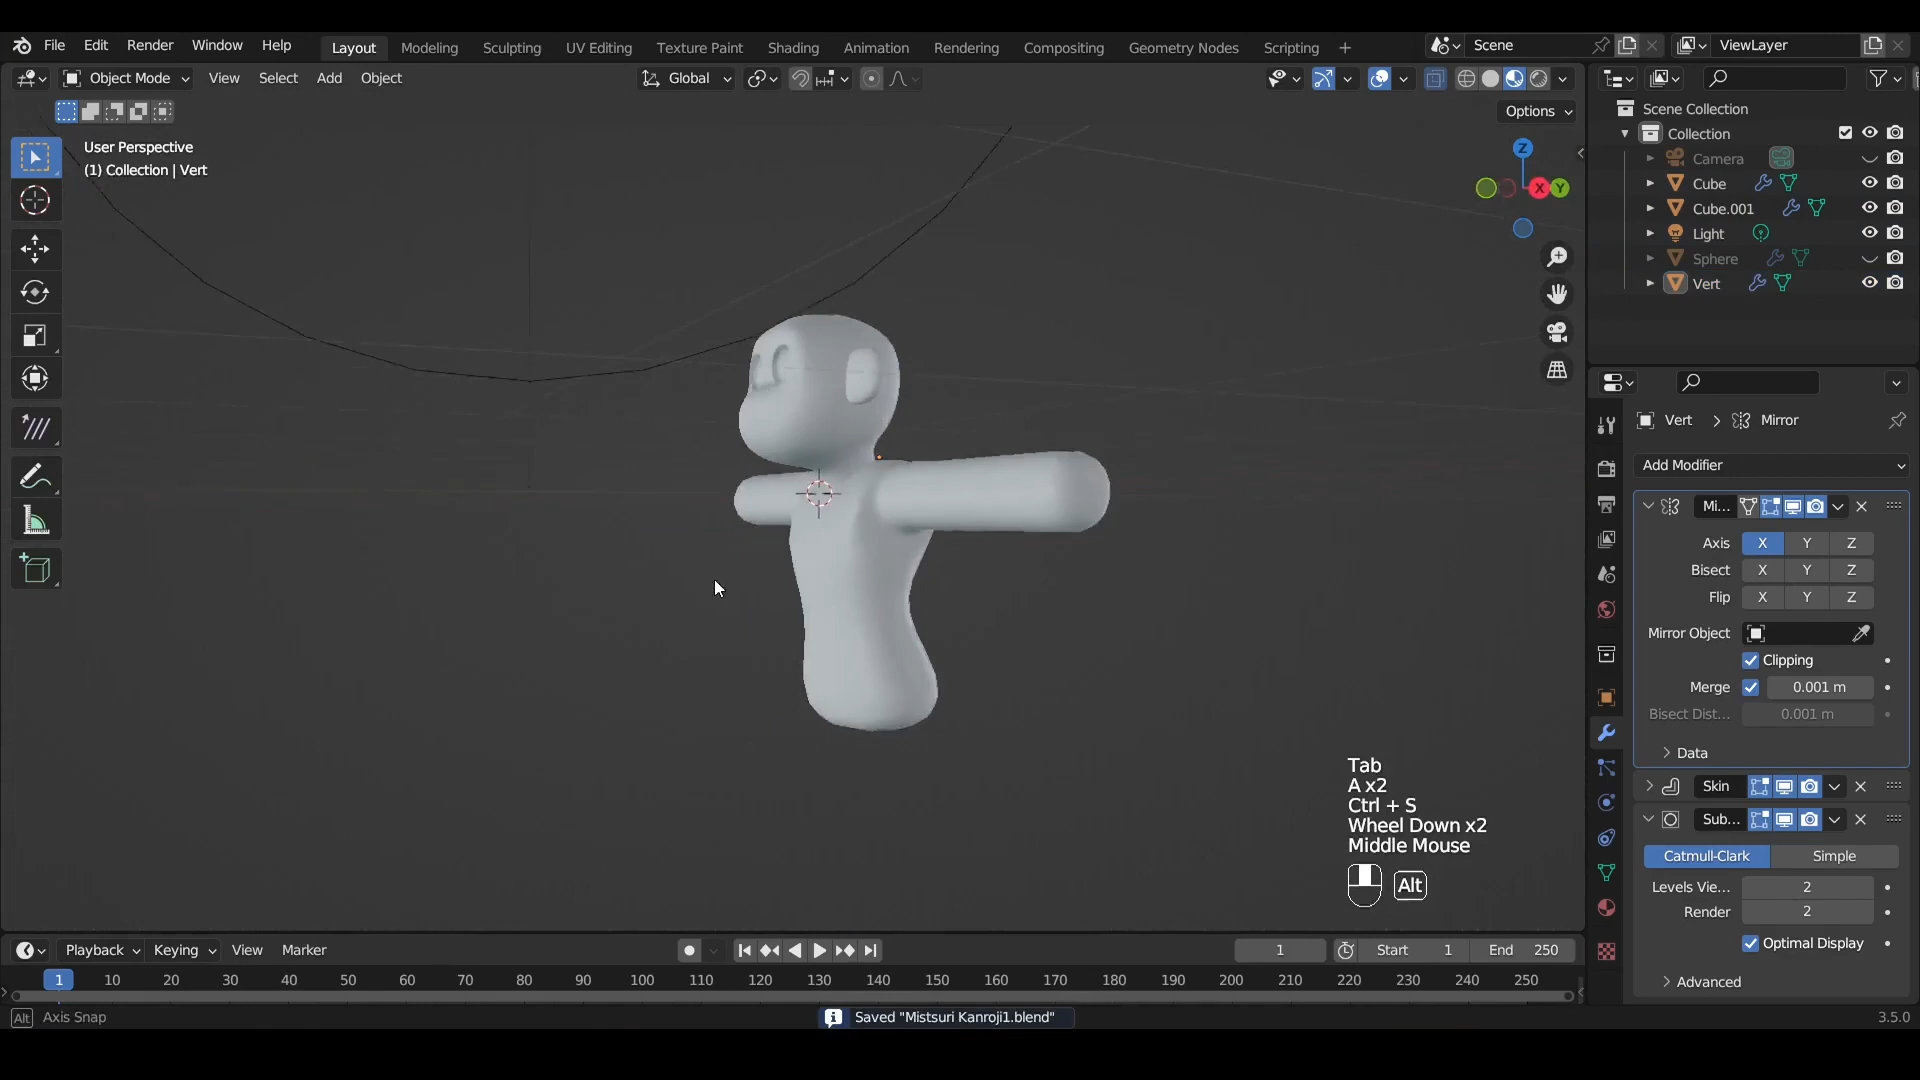 File Edit Render Window Help Layout Modeling Sculpting UV Editing Texture Paint Shading Animation Rendering Compositing Geometry Nodes Scripting + Scene ViewLayer
Object Mode View Select Add Object Global
Options
User Perspective
(1) Collection | Vert
Z
X Y
Scene Collection
Collection
Camera
Cube
Cube.001
Light
Sphere
Vert
Vert > Mirror
Add Modifier
Mi...
Axis X Y Z
Bisect X Y Z
Flip X Y Z
Mirror Object
Clipping
Merge 0.001 m
Bisect Dist... 0.001 m
Data
Skin
Sub...
Catmull-Clark Simple
Levels Vie... 2
Render 2
Optimal Display
Advanced
Tab
A x2
Ctrl + S
Wheel Down x2
Middle Mouse
Alt
Playback Keying View Marker 1 Start 1 End 250
1 10 20 30 40 50 60 70 80 90 100 110 120 130 140 150 160 170 180 190 200 210 220 230 240 250
Alt Axis Snap Saved "Mistsuri Kanroji1.blend" 3.5.0